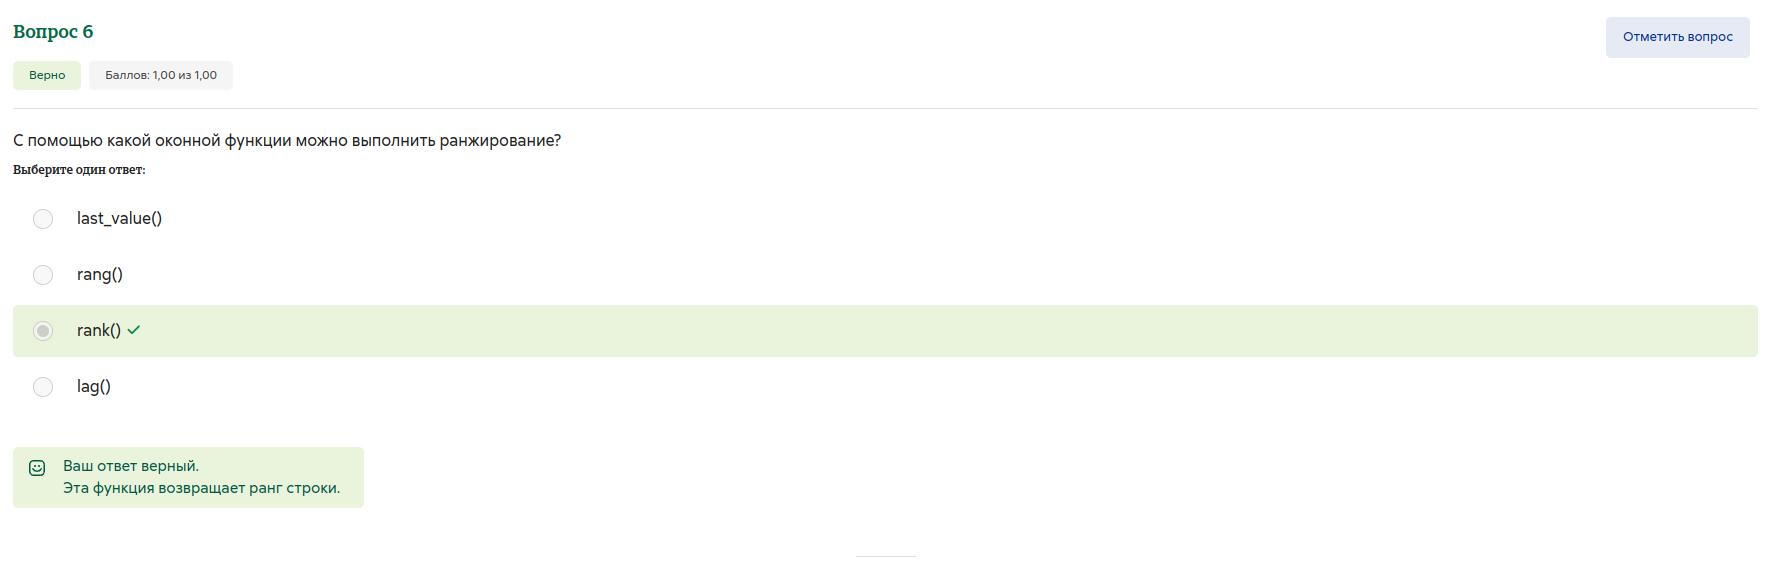 Вопрос 6
Отметить вопрос
Верно
Баллов: 1,00 из 1,00
С помощью какой оконной функции можно выполнить ранжирование?
Выберите один ответ:
last_value()
rang()
rank()
lag()
Ваш ответ верный.
Эта функция возвращает ранг строки.